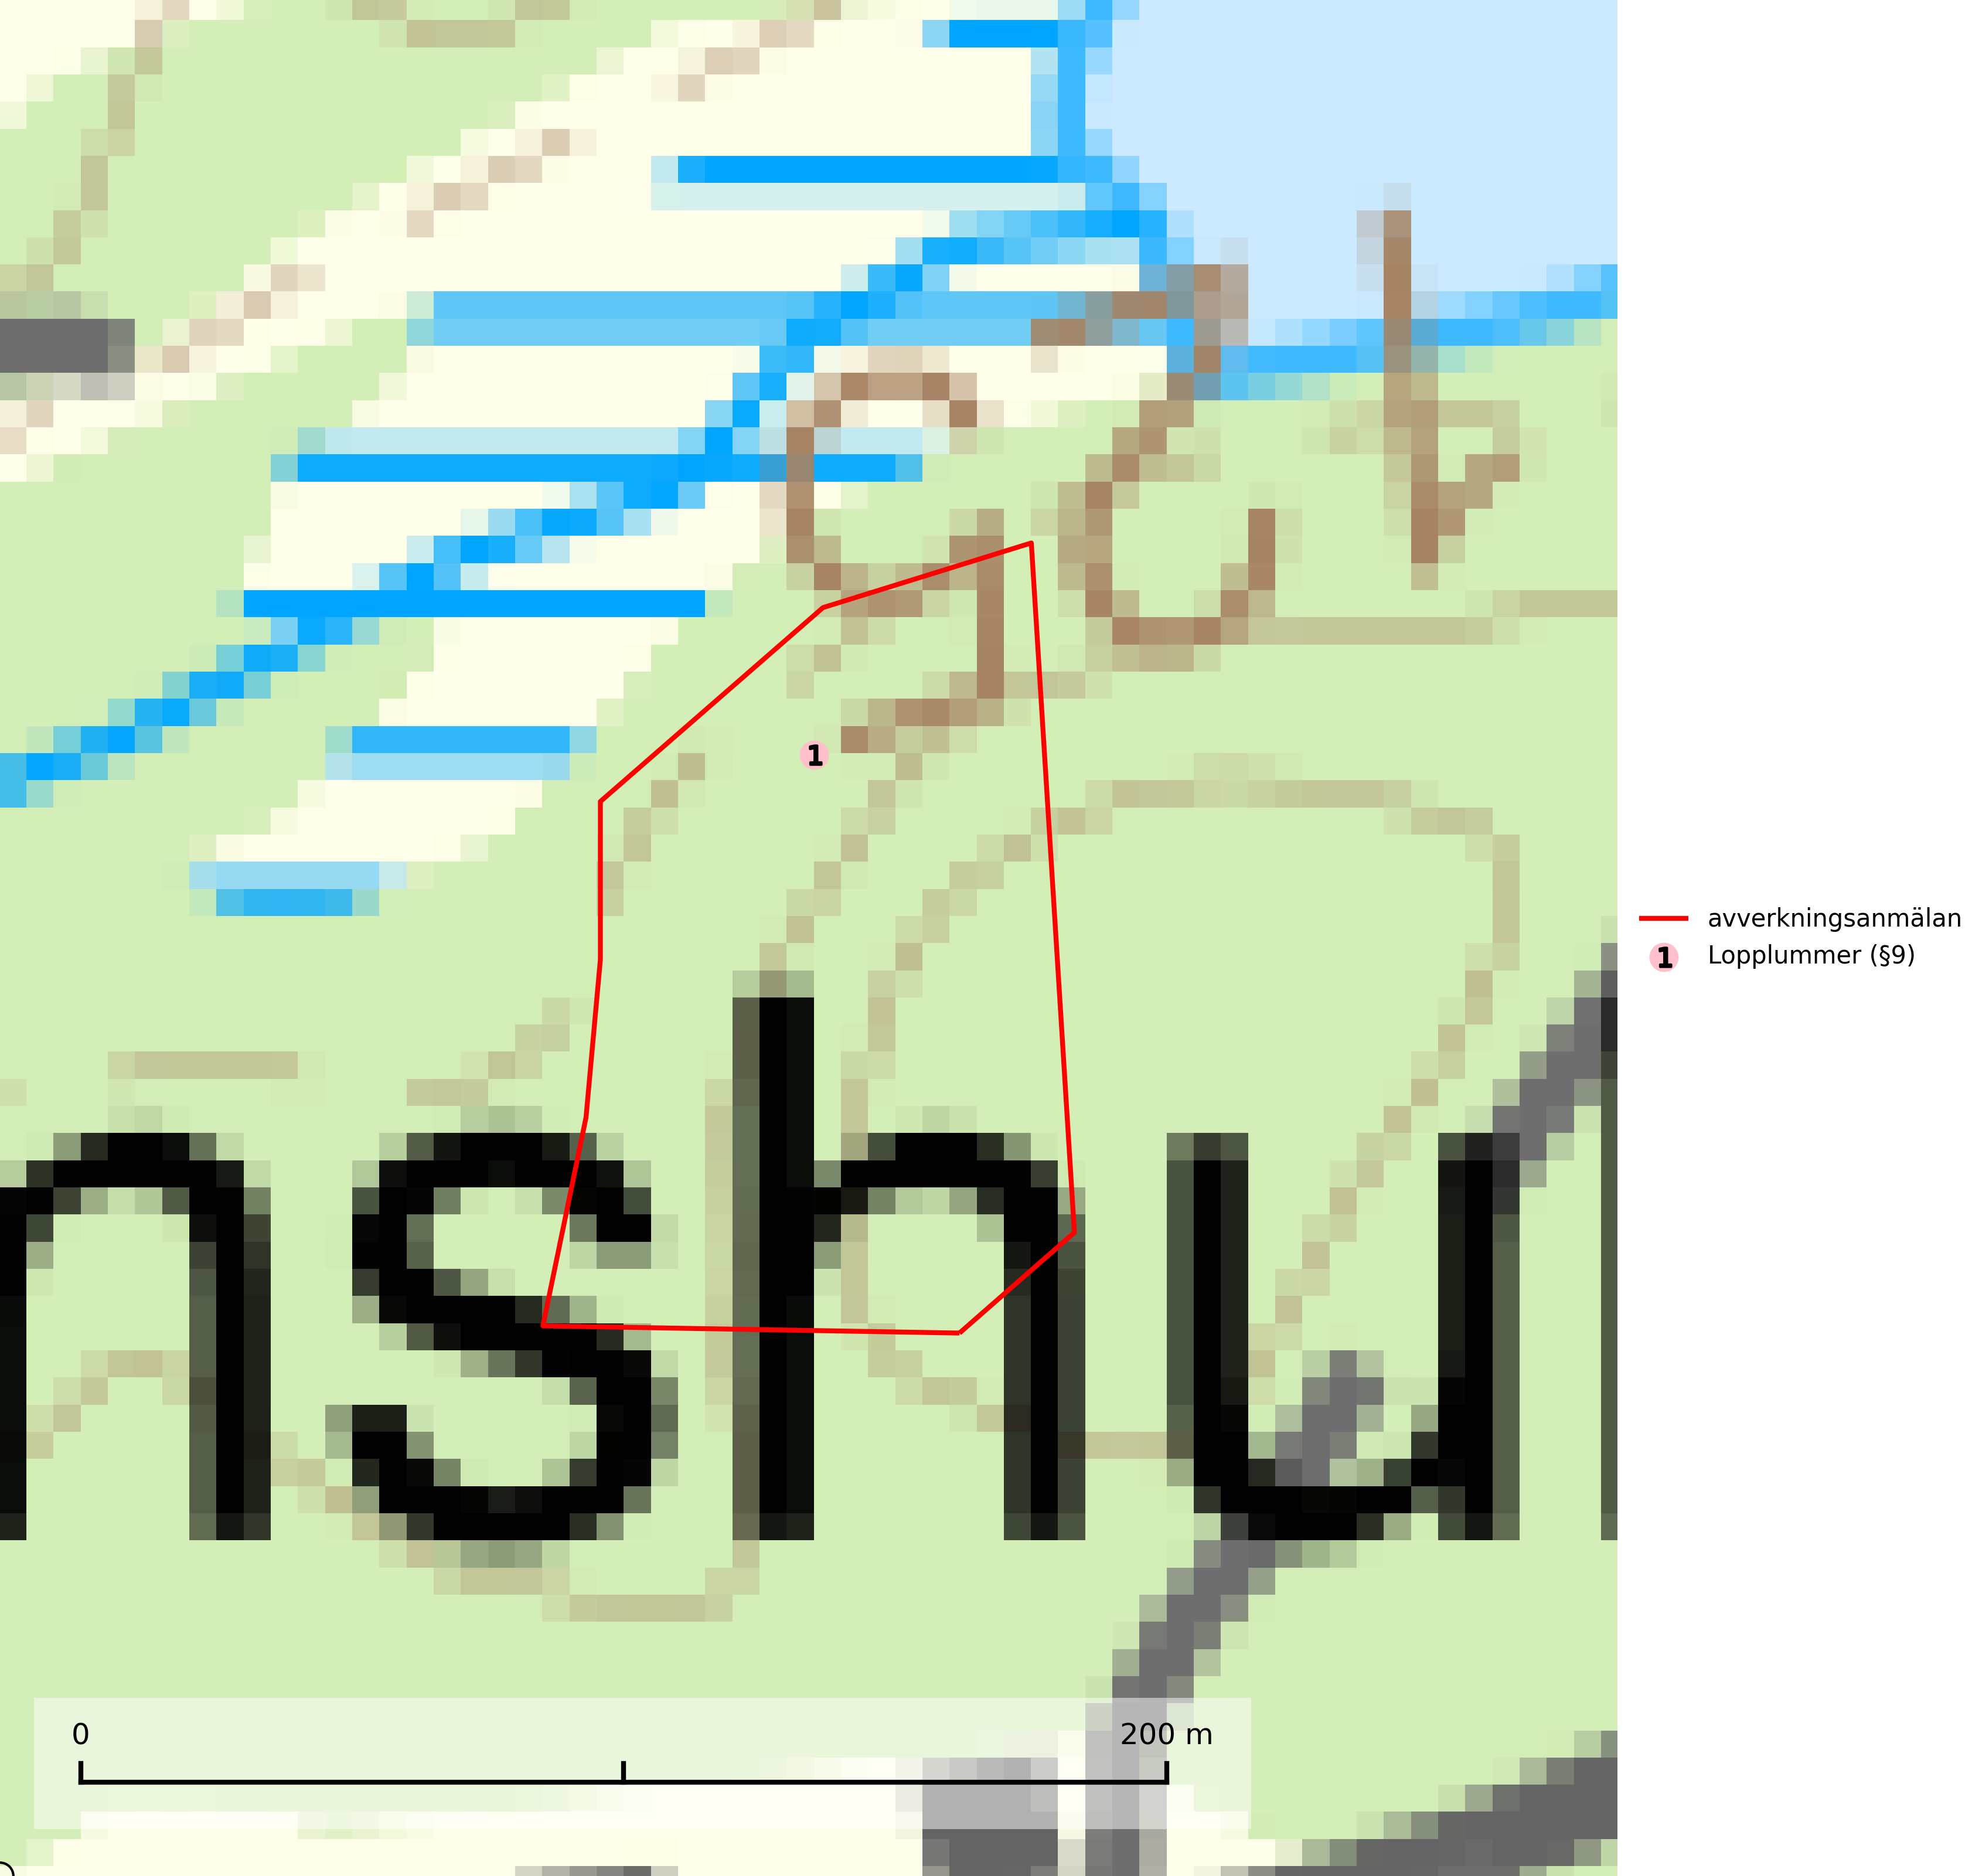 1
nshu
avverkningsanmälan
1 Lopplummer (§9)
0 200 m